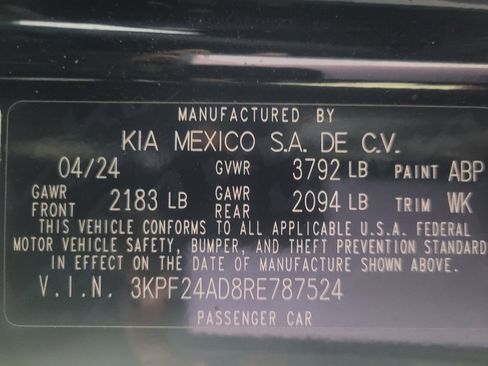 MANUFACTURED BY
KIA MEXICO S.A. DE C.V.
04/24 GVWR 3792 LB PAINT ABP
GAWR FRONT 2183 LB GAWR REAR 2094 LB TRIM WK
THIS VEHICLE CONFORMS TO ALL APPLICABLE U.S.A. FEDERAL
MOTOR VEHICLE SAFETY, BUMPER, AND THEFT PREVENTION STANDARD
IN EFFECT ON THE DATE OF MANUFACTURE SHOWN ABOVE.
V.I.N. 3KPF24AD8RE787524
PASSENGER CAR